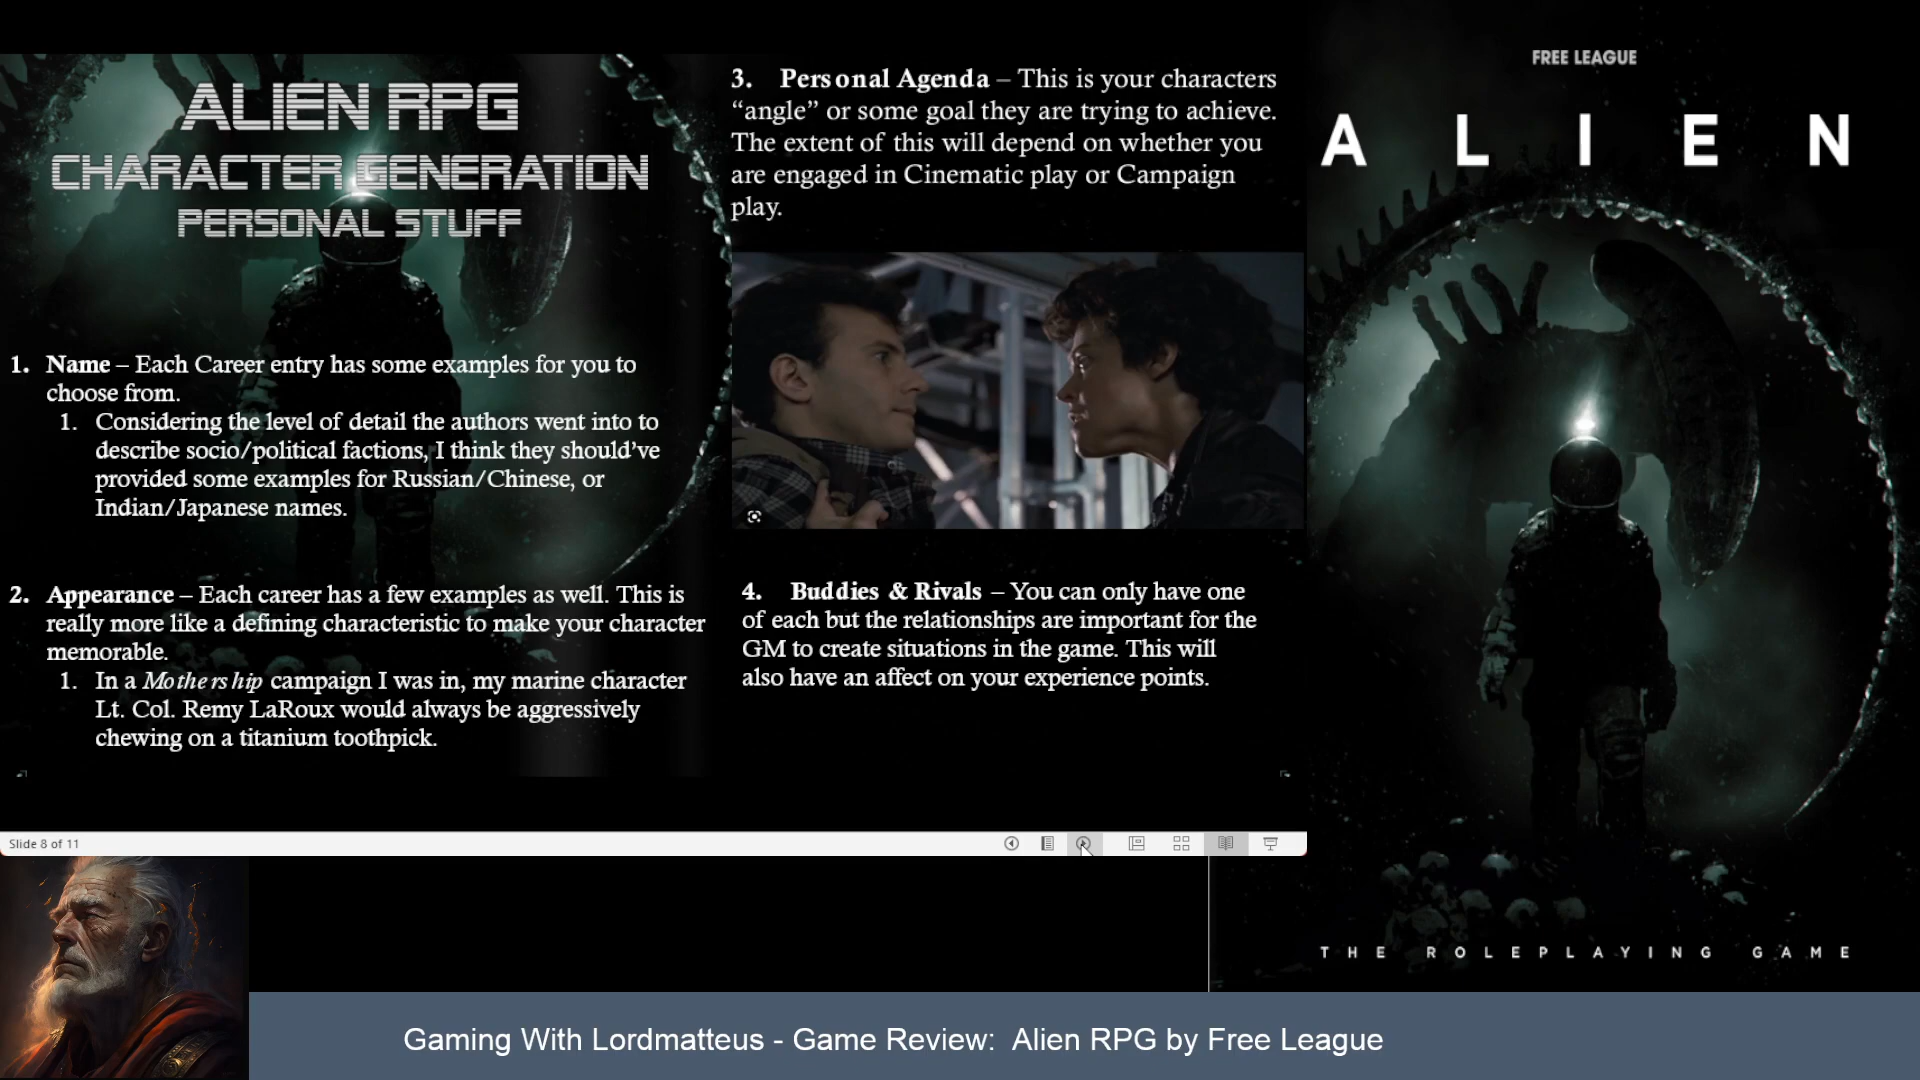 ALIEN RPG
CHARACTER GENERATION
PERSONAL STUFF
1. Name – Each Career entry has some examples for you to
choose from.
1. Considering the level of detail the authors went into to
describe socio/political factions, I think they should've
provided some examples for Russian/Chinese, or
Indian/Japanese names.
2. Appearance – Each career has a few examples as well. This is
really more like a defining characteristic to make your character
memorable.
1. In a Mothership campaign I was in, my marine character
Lt. Col. Remy LaRoux would always be aggressively
chewing on a titanium toothpick.
3. Personal Agenda – This is your characters
“angle” or some goal they are trying to achieve.
The extent of this will depend on whether you
are engaged in Cinematic play or Campaign
play.
4. Buddies & Rivals – You can only have one
of each but the relationships are important for the
GM to create situations in the game. This will
also have an affect on your experience points.
Slide 8 of 11
FREE LEAGUE
ALIEN
THE ROLEPLAYING GAME
Gaming With Lordmatteus - Game Review: Alien RPG by Free League